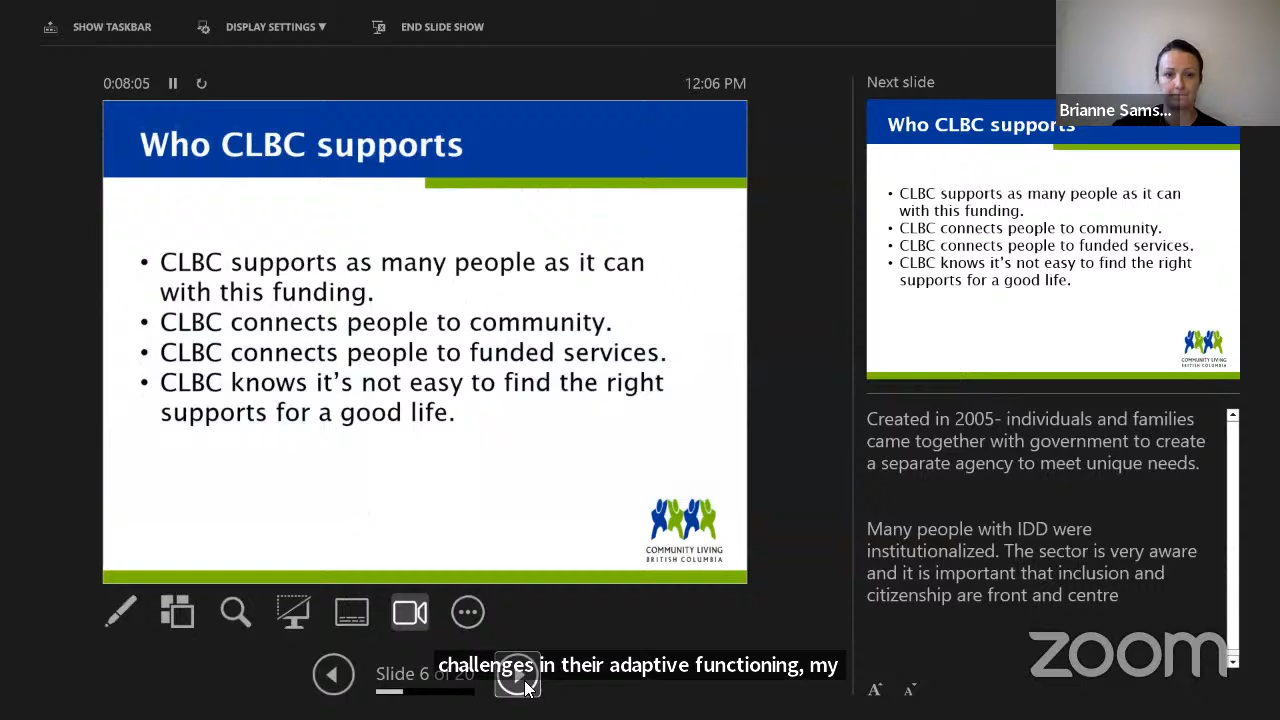 SHOW TASKBAR
DISPLAY SETTINGS ▼
END SLIDE SHOW
0:08:05
12:06 PM
Who CLBC supports
• CLBC supports as many people as it can
with this funding.
• CLBC connects people to community.
• CLBC connects people to funded services.
• CLBC knows it’s not easy to find the right
supports for a good life.
COMMUNITY LIVING
BRITISH COLUMBIA
Slide 6 of 20
challenges in their adaptive functioning, my
Next slide
Brianne Sams...
Who CLBC supports
• CLBC supports as many people as it can
with this funding.
• CLBC connects people to community.
• CLBC connects people to funded services.
• CLBC knows it’s not easy to find the right
supports for a good life.
COMMUNITY LIVING
BRITISH COLUMBIA
Created in 2005- individuals and families
came together with government to create
a separate agency to meet unique needs.
Many people with IDD were
institutionalized. The sector is very aware
and it is important that inclusion and
citizenship are front and centre
zoom
A A